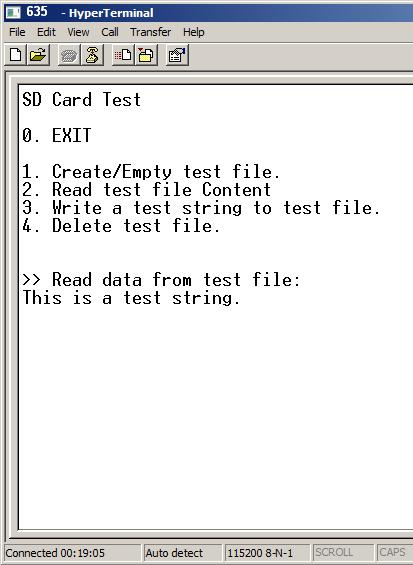 635 - HyperTerminal
File Edit View Call Transfer Help
SD Card Test
0. EXIT
1. Create/Empty test file.
2. Read test file Content
3. Write a test string to test file.
4. Delete test file.
>> Read data from test file:
This is a test string.
Connected 00:19:05 Auto detect 115200 8-N-1 SCROLL CAPS